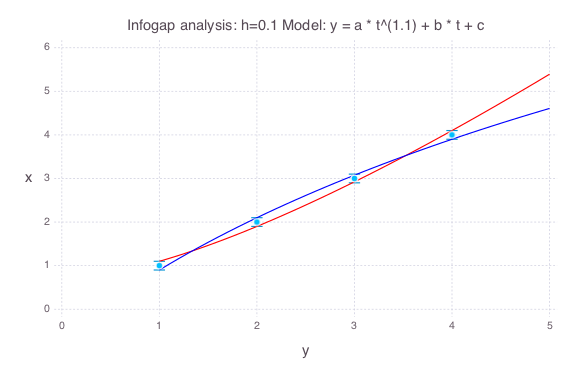 Infogap analysis: h=0.1 Model: y = a * t^(1.1) + b * t + c
6
5
4
x
3
2
1
0
0 1 2 3 4 5
y